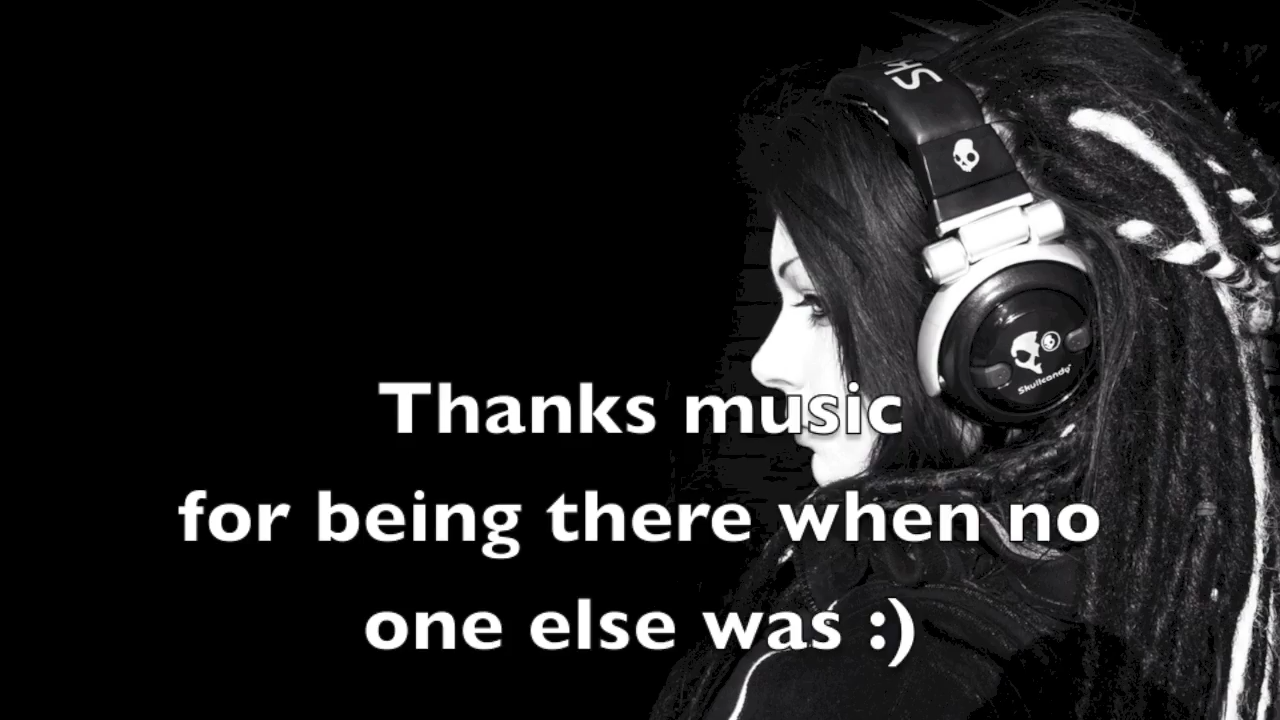 Thanks music
for being there when no
one else was :)
Skullcandy